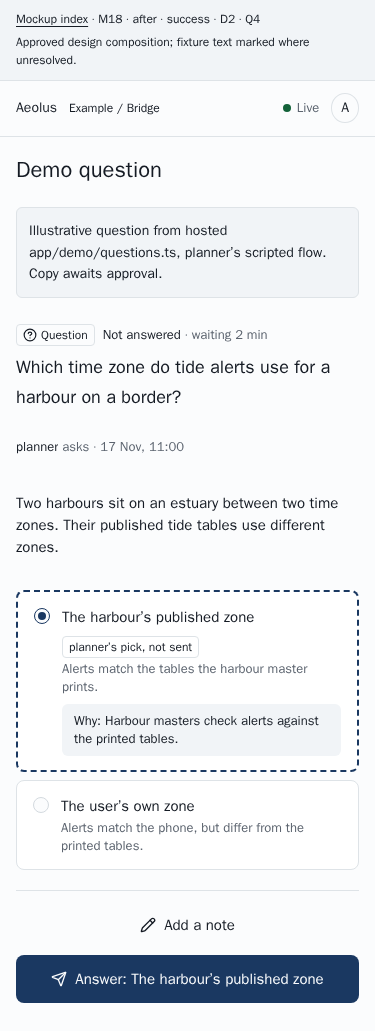 Mockup index · M18 · after · success · D2 · Q4
Approved design composition; fixture text marked where
unresolved.
Aeolus Example / Bridge Live A
Demo question
Illustrative question from hosted
app/demo/questions.ts, planner's scripted flow.
Copy awaits approval.
Question Not answered · waiting 2 min
Which time zone do tide alerts use for a
harbour on a border?
planner asks · 17 Nov, 11:00
Two harbours sit on an estuary between two time
zones. Their published tide tables use different
zones.
The harbour's published zone
planner's pick, not sent
Alerts match the tables the harbour master
prints.
Why: Harbour masters check alerts against
the printed tables.
The user's own zone
Alerts match the phone, but differ from the
printed tables.
Add a note
Answer: The harbour's published zone